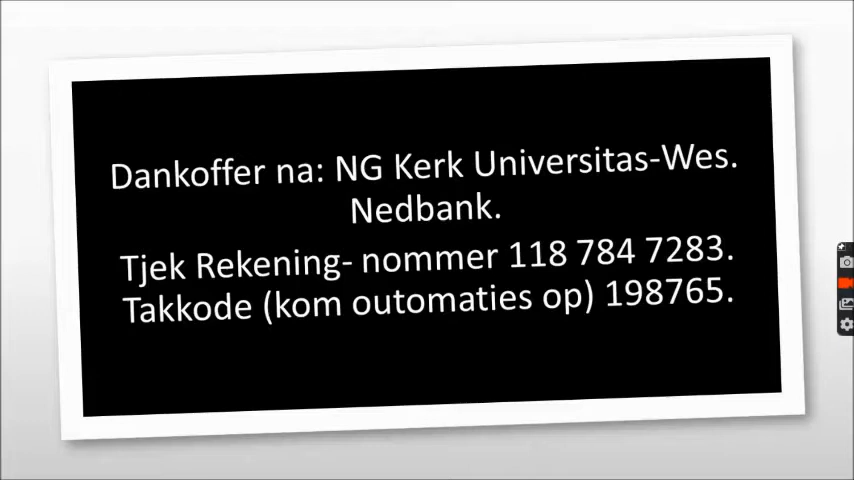 Dankoffer na: NG Kerk Universitas-Wes.
Nedbank.
Tjek Rekening- nommer 118 784 7283.
Takkode (kom outomaties op) 198765.